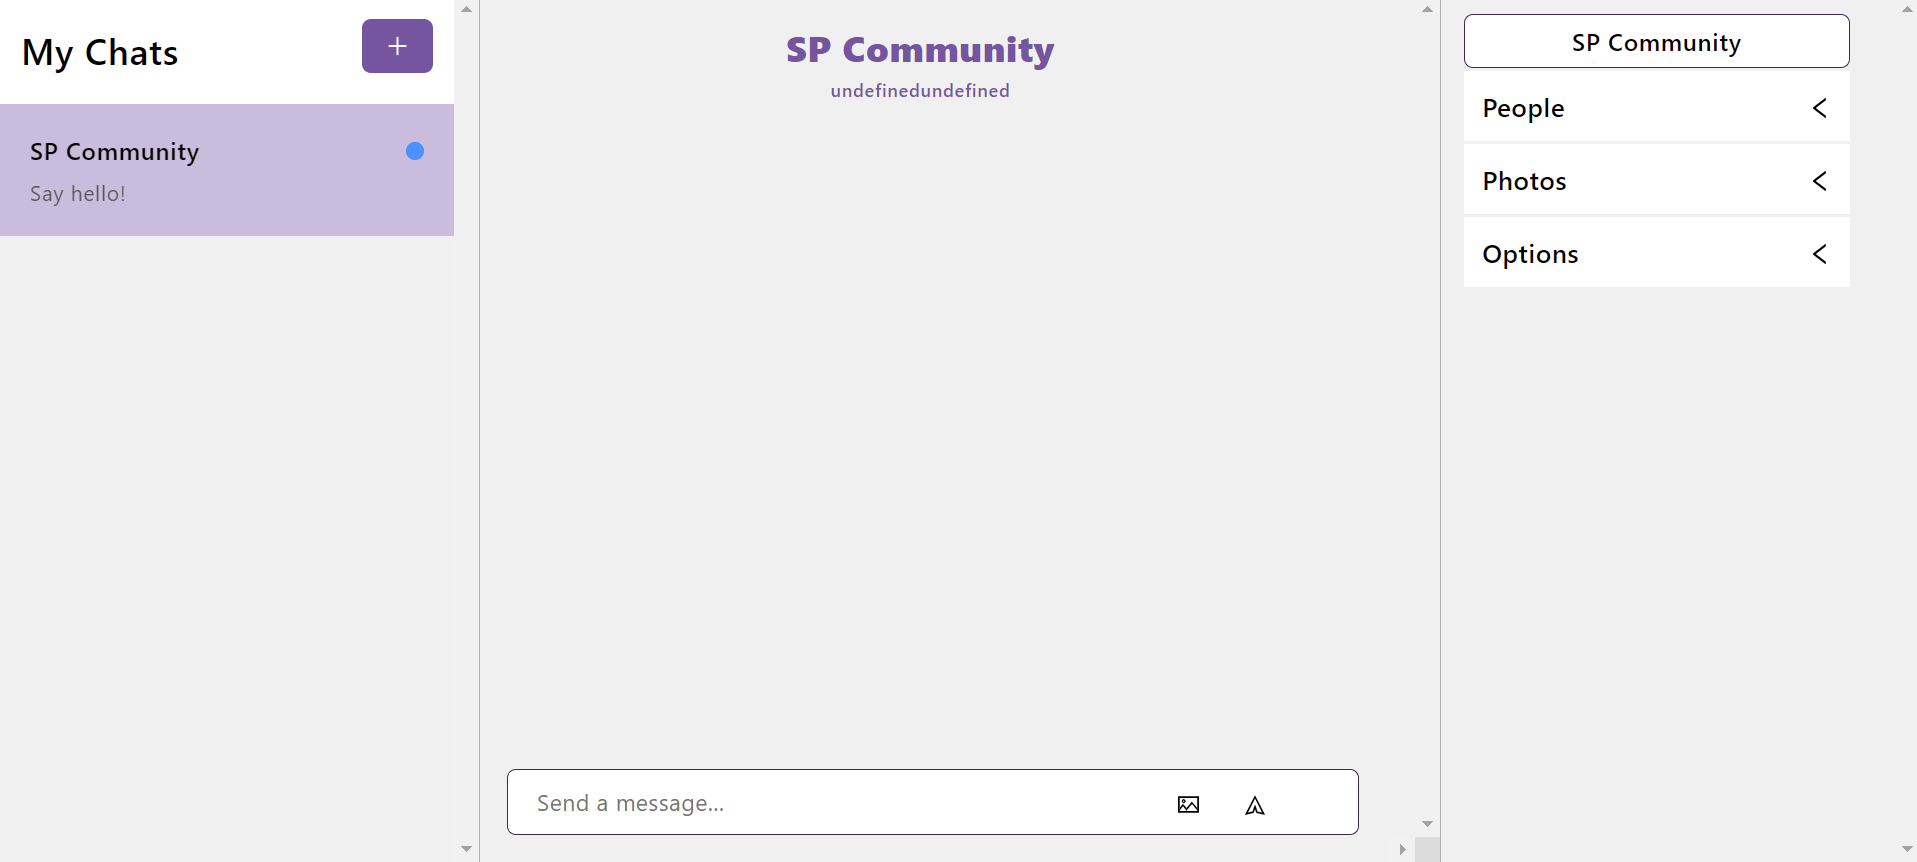 My Chats
+
SP Community
Say hello!
SP Community
undefinedundefined
Send a message...
SP Community
People
Photos
Options